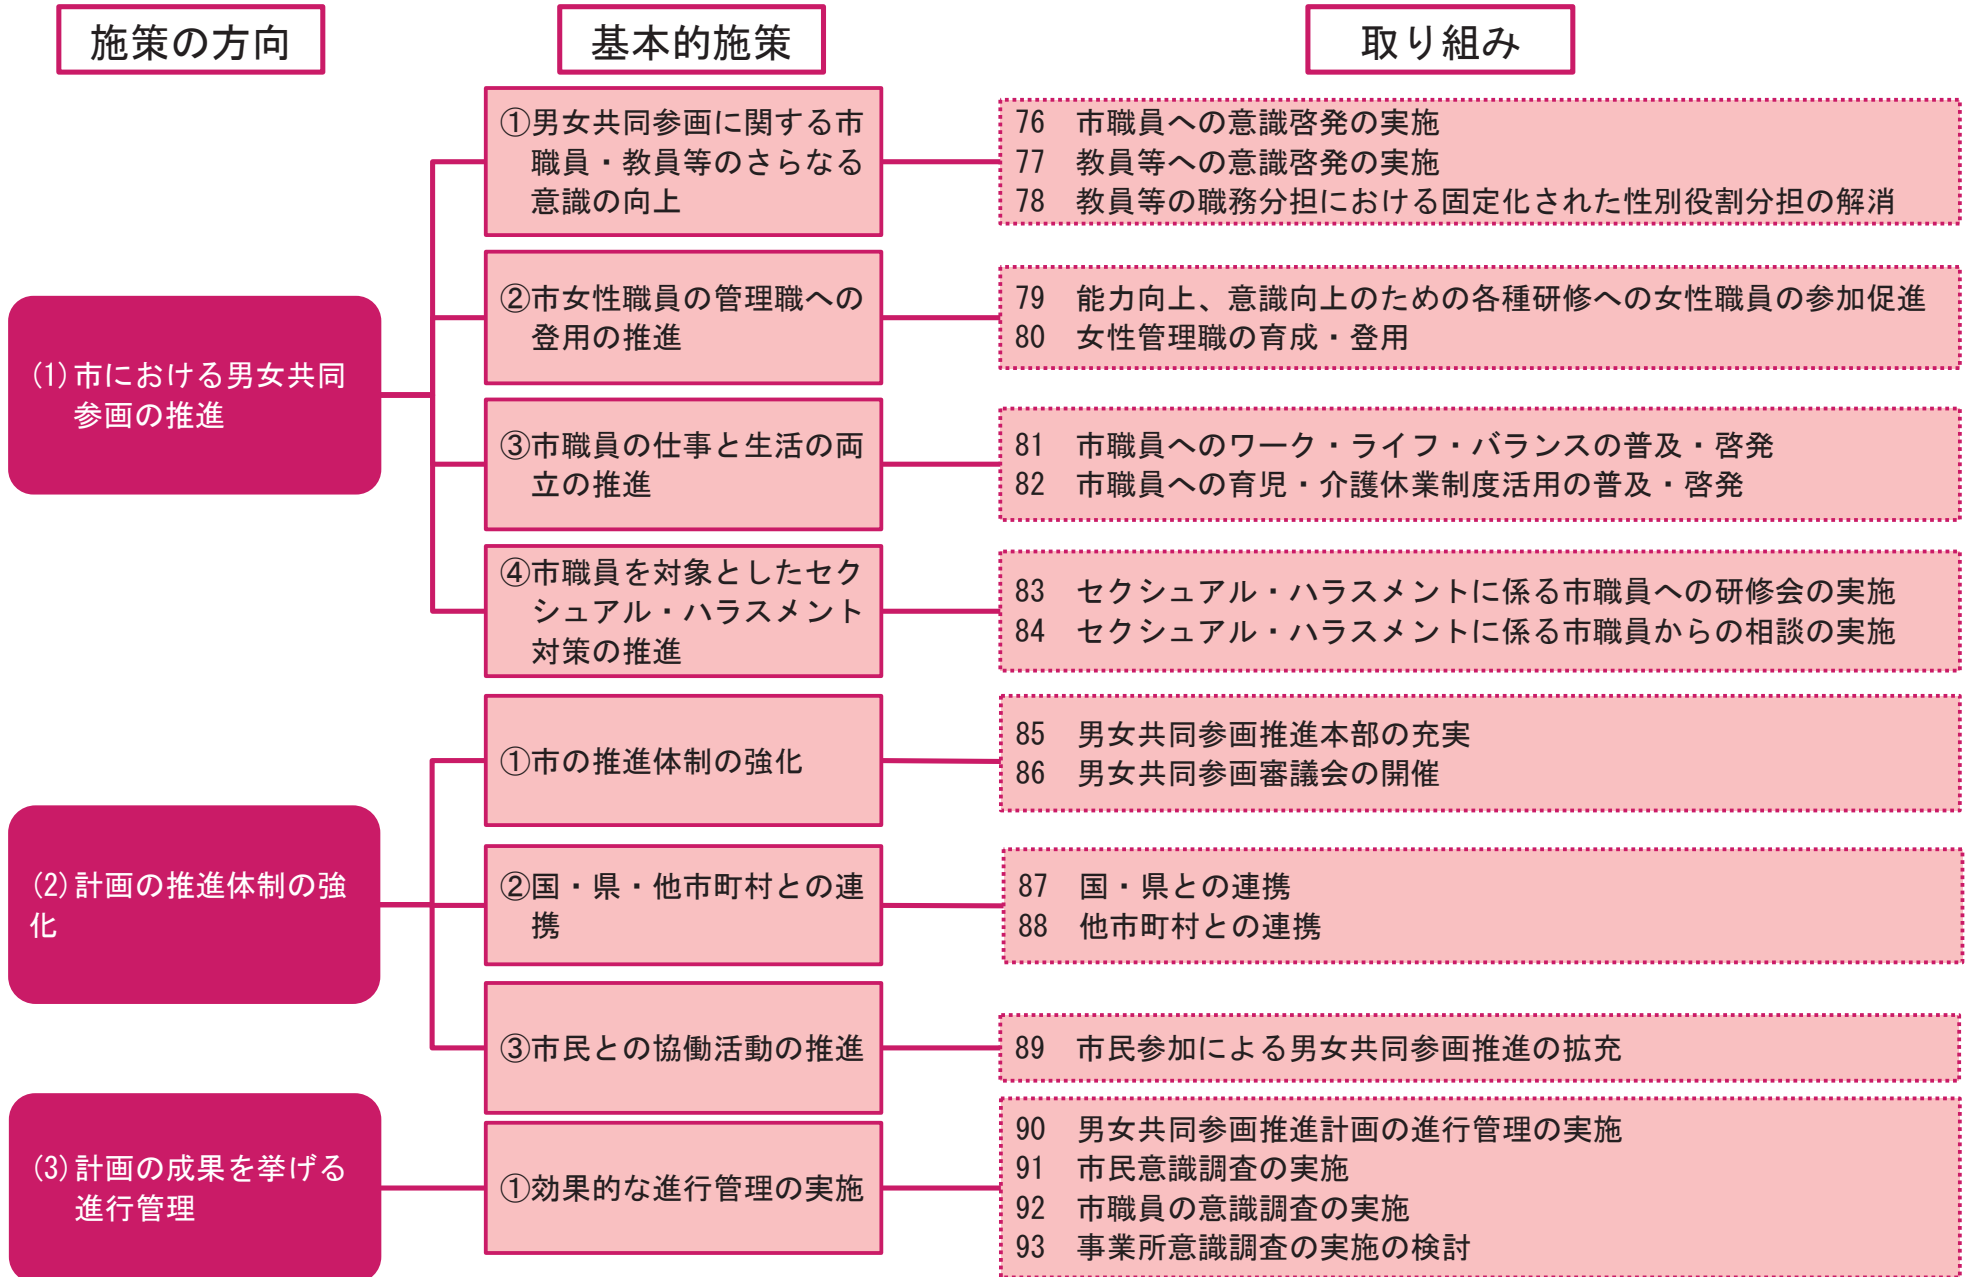 施策の方向
基本的施策
取り組み
(1)市における男女共同
参画の推進
①男女共同参画に関する市
職員・教員等のさらなる
意識の向上
76 市職員への意識啓発の実施
77 教員等への意識啓発の実施
78 教員等の職務分担における固定化された性別役割分担の解消
②市女性職員の管理職への
登用の推進
79 能力向上、意識向上のための各種研修への女性職員の参加促進
80 女性管理職の育成・登用
③市職員の仕事と生活の両
立の推進
81 市職員へのワーク・ライフ・バランスの普及・啓発
82 市職員への育児・介護休業制度活用の普及・啓発
④市職員を対象としたセク
シュアル・ハラスメント
対策の推進
83 セクシュアル・ハラスメントに係る市職員への研修会の実施
84 セクシュアル・ハラスメントに係る市職員からの相談の実施
(2)計画の推進体制の強
化
①市の推進体制の強化
85 男女共同参画推進本部の充実
86 男女共同参画審議会の開催
②国・県・他市町村との連
携
87 国・県との連携
88 他市町村との連携
③市民との協働活動の推進
89 市民参加による男女共同参画推進の拡充
(3)計画の成果を挙げる
進行管理
①効果的な進行管理の実施
90 男女共同参画推進計画の進行管理の実施
91 市民意識調査の実施
92 市職員の意識調査の実施
93 事業所意識調査の実施の検討